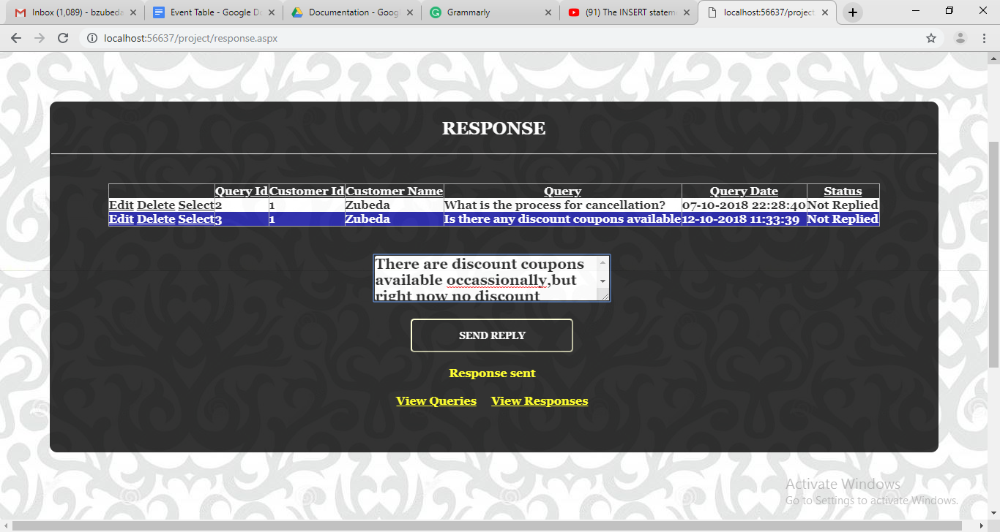 Inbox (1,089) - bzubeda
Event Table - Google Do
Documentation - Googl
Grammarly
(91) The INSERT statem
localhost:56637/project
localhost:56637/project/response.aspx
RESPONSE
Query Id Customer Id Customer Name Query Query Date Status
Edit Delete Select 2 1 Zubeda What is the process for cancellation? 07-10-2018 22:28:40 Not Replied
Edit Delete Select 3 1 Zubeda Is there any discount coupons available 12-10-2018 11:33:39 Not Replied
There are discount coupons
available occassionally,but
right now no discount
SEND REPLY
Response sent
View Queries View Responses
Activate Windows
Go to Settings to activate Windows.